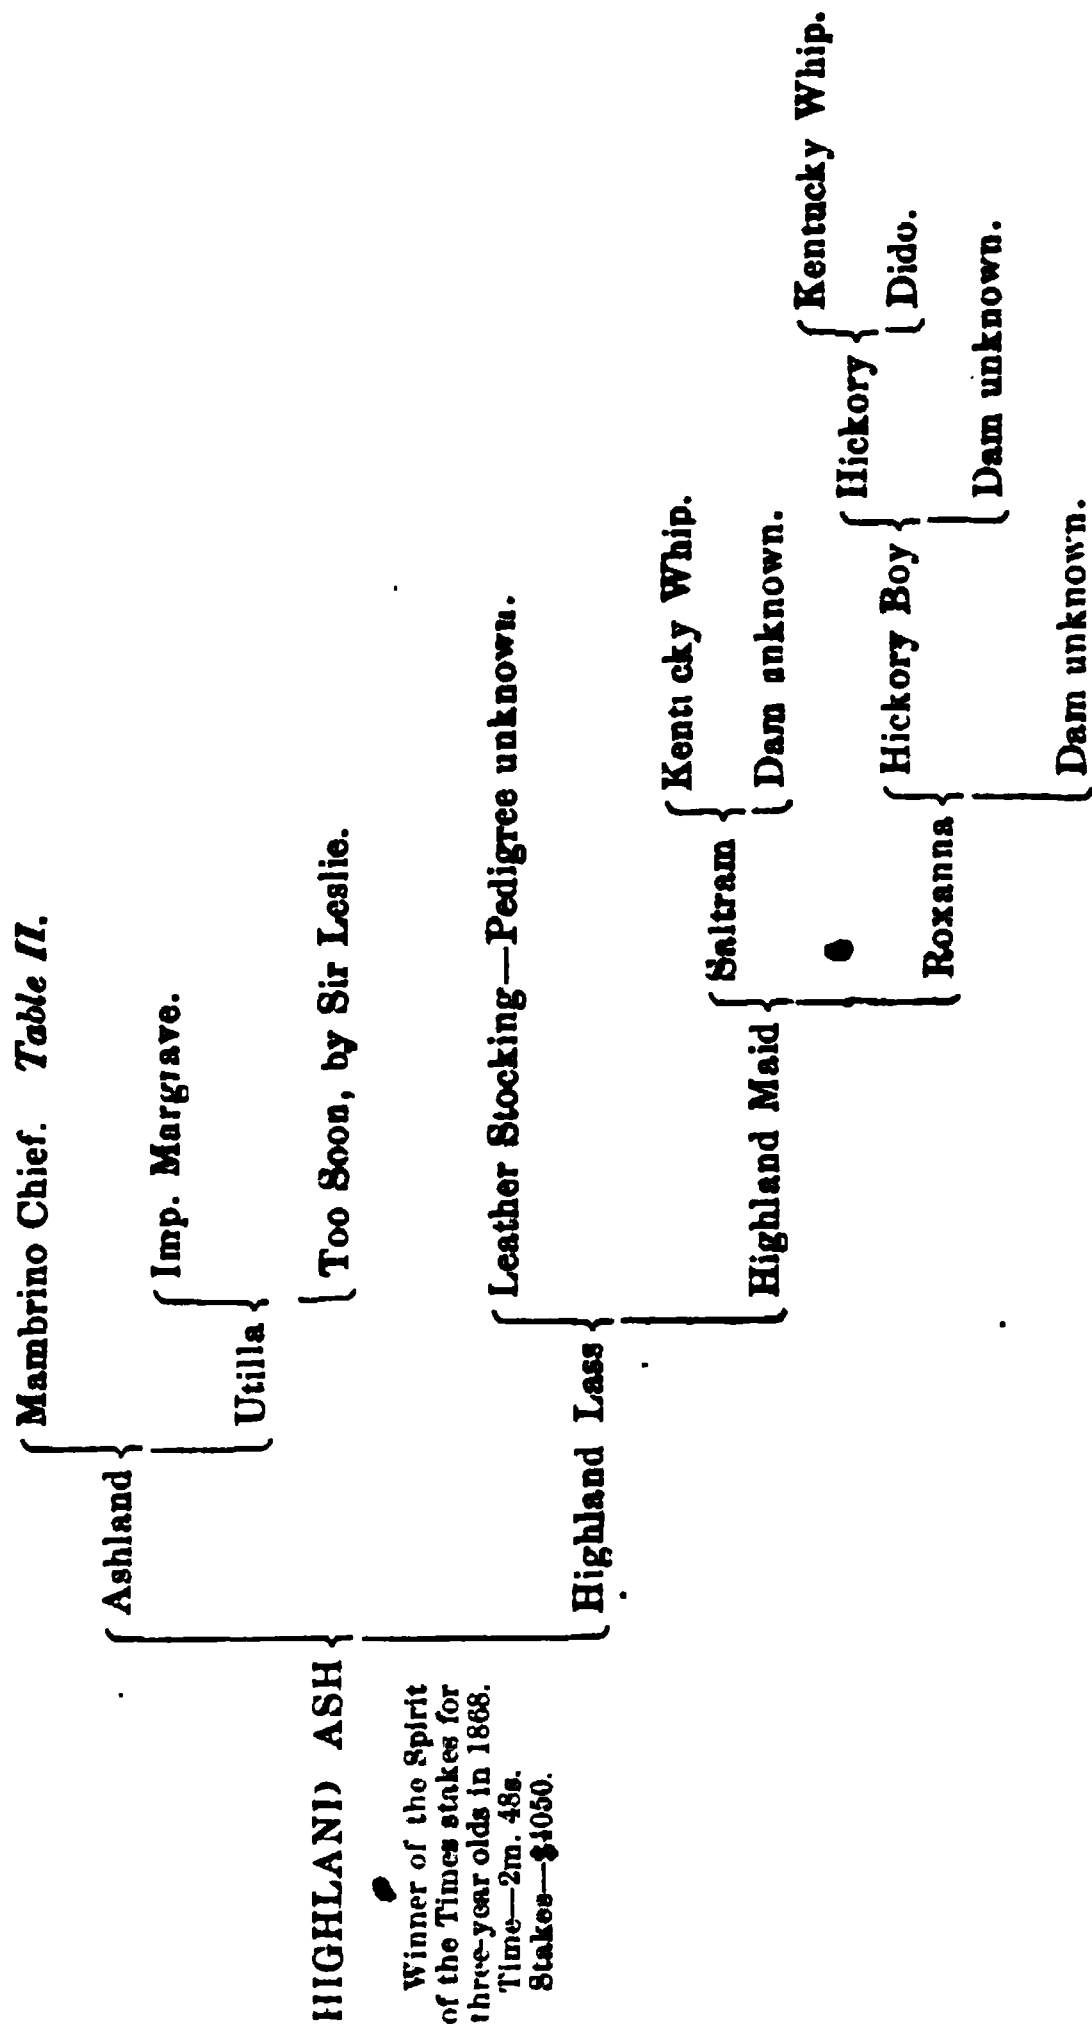 Mambrino Chief. Table II.
Ashland
Imp. Margrave.
Utilla
Too Soon, by Sir Leslie.
HIGHLAND ASH
Winner of the Spirit
of the Times stakes for
three-year olds in 1868.
Time—2m. 48s.
Stakes—
Leather Stocking—Pedigree unknown.
Highland Lass
Kentucky Whip.
Saltram
Dam unknown.
Highland Maid
Kentucky Whip.
Hickory
Dido.
Hickory Boy
Dam unknown.
Roxanna
Dam unknown.